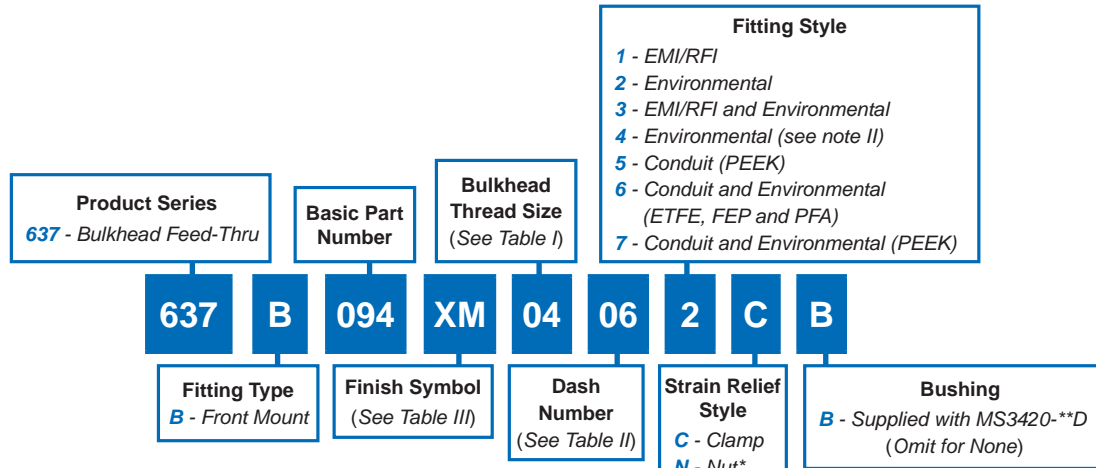 Fitting Style
1 - EMI/RFI
2 - Environmental
3 - EMI/RFI and Environmental
4 - Environmental (see note II)
5 - Conduit (PEEK)
6 - Conduit and Environmental
(ETFE, FEP and PFA)
7 - Conduit and Environmental (PEEK)
Product Series
637 - Bulkhead Feed-Thru
Basic Part
Number
Bulkhead
Thread Size
(See Table I)
637 B 094 XM 04 06 2 C B
Fitting Type
B - Front Mount
Finish Symbol
(See Table III)
Dash
Number
(See Table II)
Strain Relief
Style
C - Clamp
N - Nut*
Bushing
B - Supplied with MS3420-**D
(Omit for None)